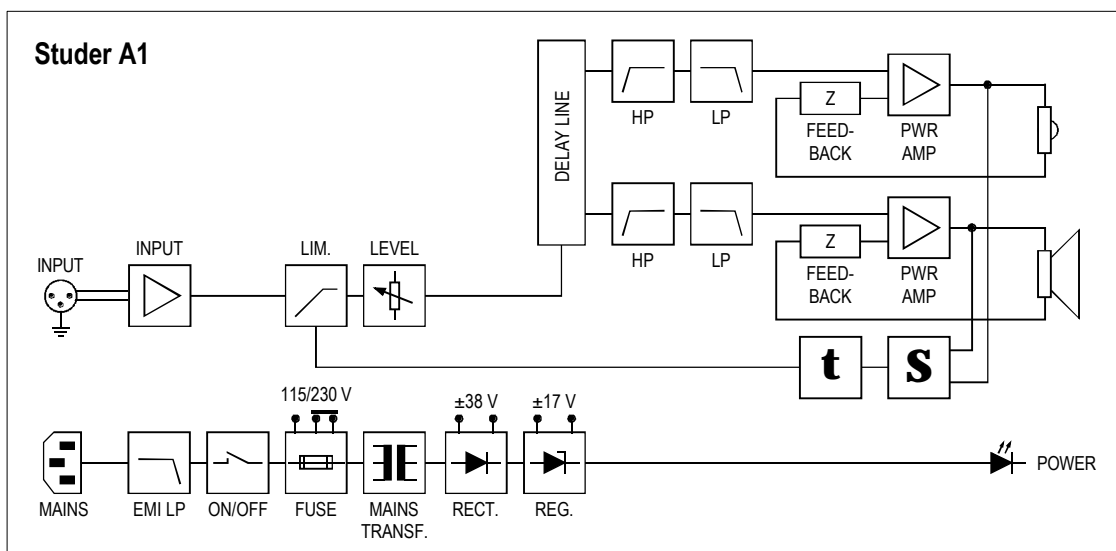 Studer A1
DELAY LINE
HP
LP
Z
FEED-
BACK
PWR
AMP
HP
LP
Z
FEED-
BACK
PWR
AMP
INPUT
INPUT
LIM.
LEVEL
t
s
115/230 V
±38 V
±17 V
MAINS
EMI LP
ON/OFF
FUSE
MAINS
TRANSF.
RECT.
REG.
POWER